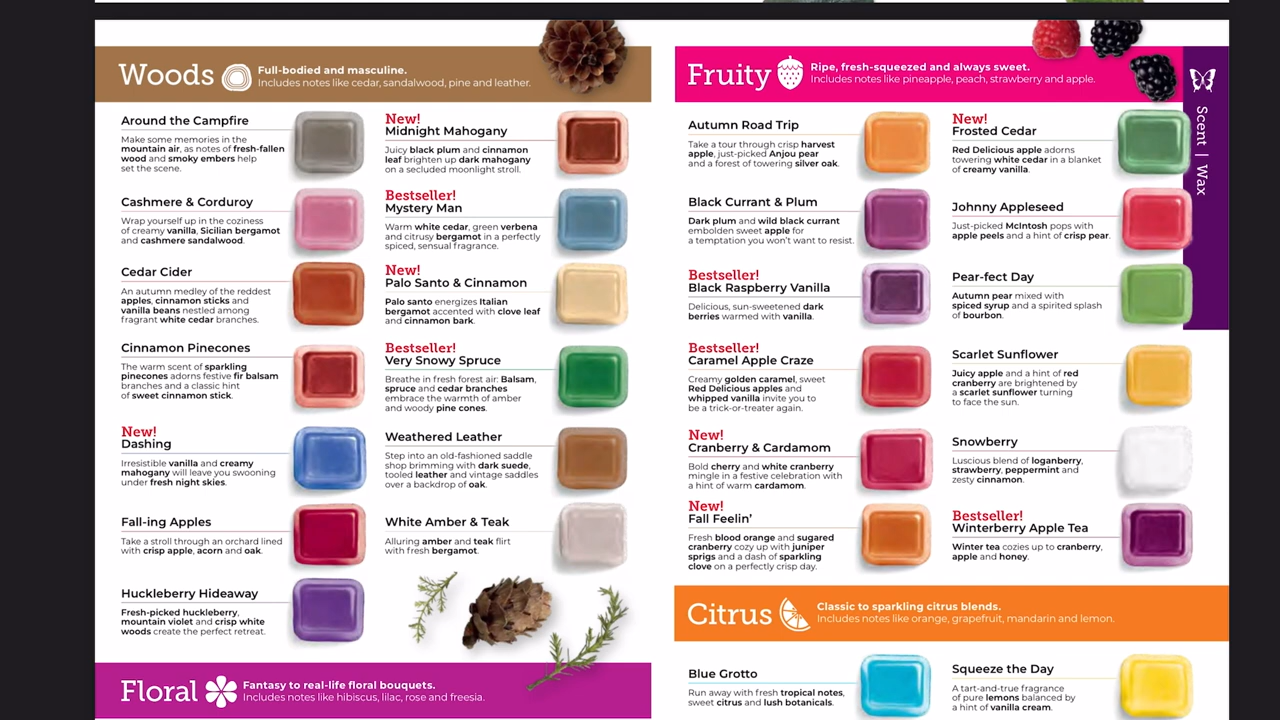 Woods
Full-bodied and masculine.
Includes notes like cedar, sandalwood, pine and leather.
Around the Campfire
Make some memories in the
mountain air, as notes of fresh-fallen
wood and smoky embers help
set the scene.
Cashmere & Corduroy
Wrap yourself up in the coziness
of creamy vanilla, Sicilian bergamot
and cashmere sandalwood.
Cedar Cider
An autumn medley of the reddest
apples, cinnamon sticks and
vanilla beans nestled among
fragrant white cedar branches.
Cinnamon Pinecones
The warm scent of sparkling
pinecones adorns festive fir balsam
branches and a classic hint
of sweet cinnamon stick.
New!
Dashing
Irresistible vanilla and creamy
mahogany will leave you swooning
under fresh night skies.
Fall-ing Apples
Take a stroll through an orchard lined
with crisp apple, acorn and oak.
Huckleberry Hideaway
Fresh-picked huckleberry,
mountain violet and crisp white
woods create the perfect retreat.
New!
Midnight Mahogany
Juicy black plum and cinnamon
leaf brighten up dark mahogany
on a secluded moonlight stroll.
Bestseller!
Mystery Man
Warm white cedar, green verbena
and citrusy bergamot in a perfectly
spiced, sensual fragrance.
New!
Palo Santo & Cinnamon
Palo santo energizes Italian
bergamot accented with clove leaf
and cinnamon bark.
Bestseller!
Very Snowy Spruce
Breathe in fresh forest air: Balsam,
spruce and cedar branches
embrace the warmth of amber
and woody pine cones.
Weathered Leather
Step into an old-fashioned saddle
shop brimming with dark suede,
tooled leather and vintage saddles
over a backdrop of oak.
White Amber & Teak
Alluring amber and teak flirt
with fresh bergamot.
Floral
Fantasy to real-life floral bouquets.
Includes notes like hibiscus, lilac, rose and freesia.
Fruity
Ripe, fresh-squeezed and always sweet.
Includes notes like pineapple, peach, strawberry and apple.
Autumn Road Trip
Take a tour through crisp harvest
apple, just-picked Anjou pear
and a forest of towering silver oak.
Black Currant & Plum
Dark plum and wild black currant
embolden sweet apple for
a temptation you won't want to resist.
Bestseller!
Black Raspberry Vanilla
Delicious, sun-sweetened dark
berries warmed with vanilla.
Bestseller!
Caramel Apple Craze
Creamy golden caramel, sweet
Red Delicious apples and
whipped vanilla invite you to
be a trick-or-treater again.
New!
Cranberry & Cardamom
Bold cherry and white cranberry
mingle in a festive celebration with
a hint of warm cardamom.
New!
Fall Feelin'
Fresh blood orange and sugared
cranberry cozy up with juniper
sprigs and a dash of sparkling
clove on a perfectly crisp day.
New!
Frosted Cedar
Red Delicious apple adorns
towering white cedar in a blanket
of creamy vanilla.
Johnny Appleseed
Just-picked McIntosh pops with
apple peels and a hint of crisp pear.
Pear-fect Day
Autumn pear mixed with
spiced syrup and a spirited splash
of bourbon.
Scarlet Sunflower
Juicy apple and a hint of red
cranberry are brightened by
a scarlet sunflower turning
to face the sun.
Snowberry
Luscious blend of loganberry,
strawberry, peppermint and
zesty cinnamon.
Bestseller!
Winterberry Apple Tea
Winter tea cozies up to cranberry,
apple and honey.
Scent | Wax
Citrus
Classic to sparkling citrus blends.
Includes notes like orange, grapefruit, mandarin and lemon.
Blue Grotto
Run away with fresh tropical notes,
sweet citrus and lush botanicals.
Squeeze the Day
A tart-and-true fragrance
of pure lemons balanced by
a hint of vanilla cream.